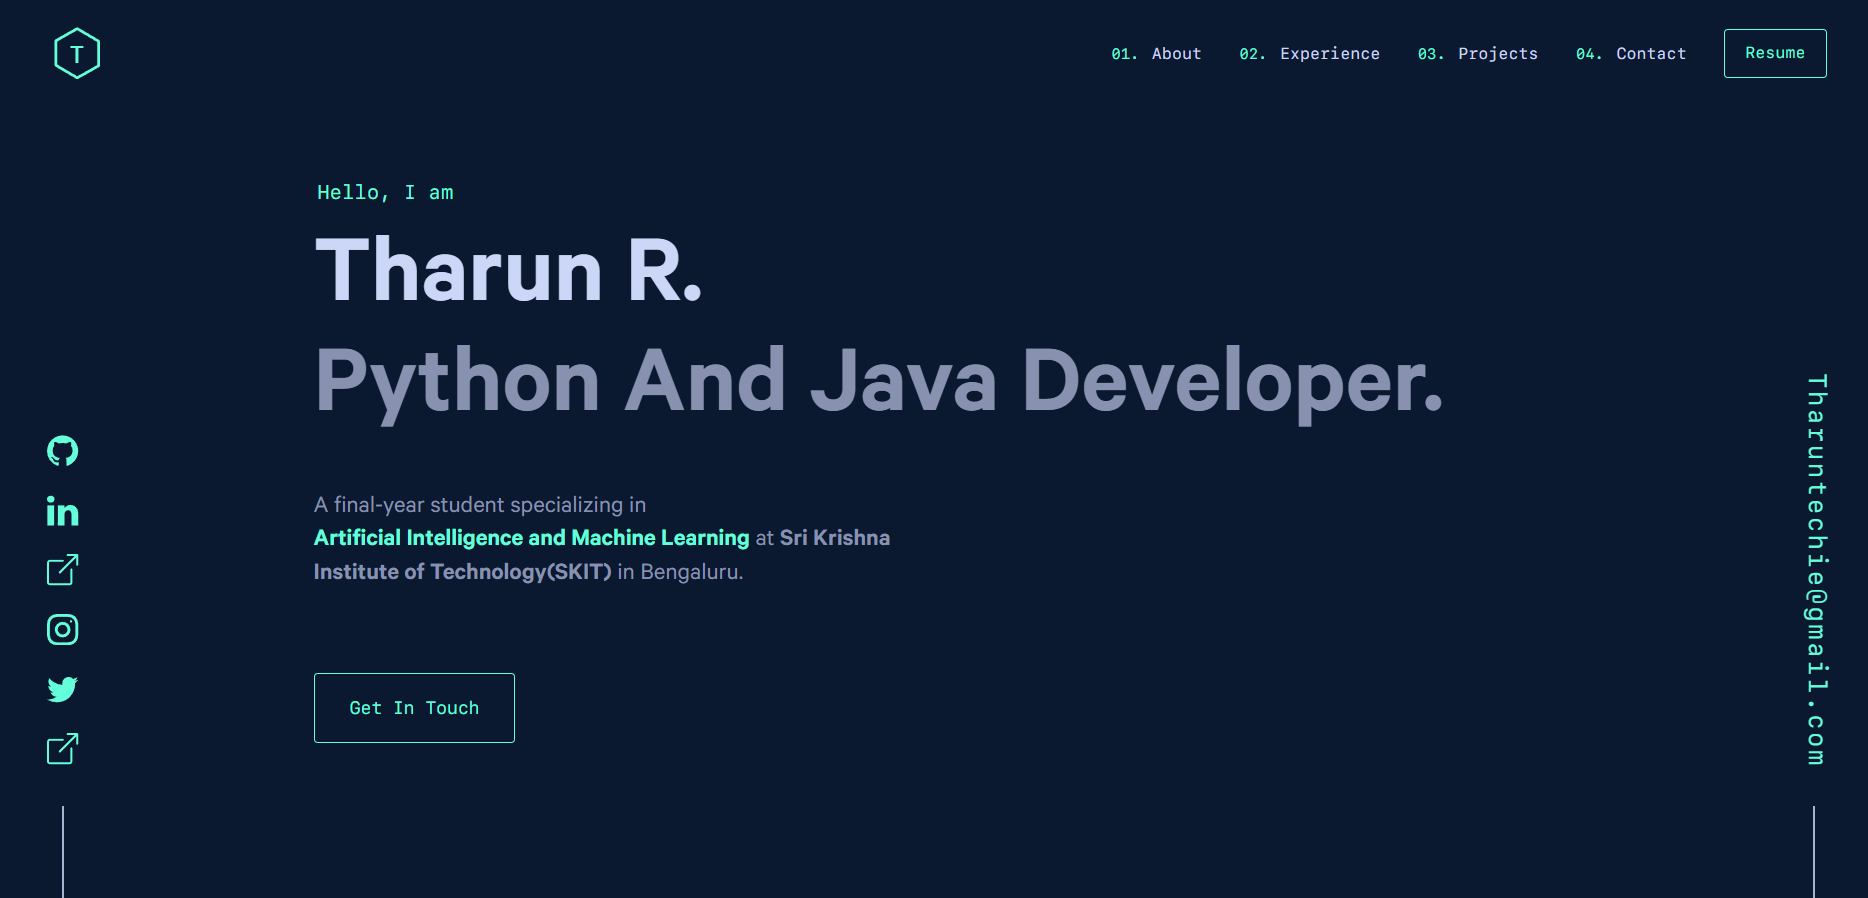 T
01. About 02. Experience 03. Projects 04. Contact Resume
Hello, I am
Tharun R.
Python And Java Developer.
A final-year student specializing in
Artificial Intelligence and Machine Learning at Sri Krishna
Institute of Technology(SKIT) in Bengaluru.
Get In Touch
in
Tharuntechie@gmail.com